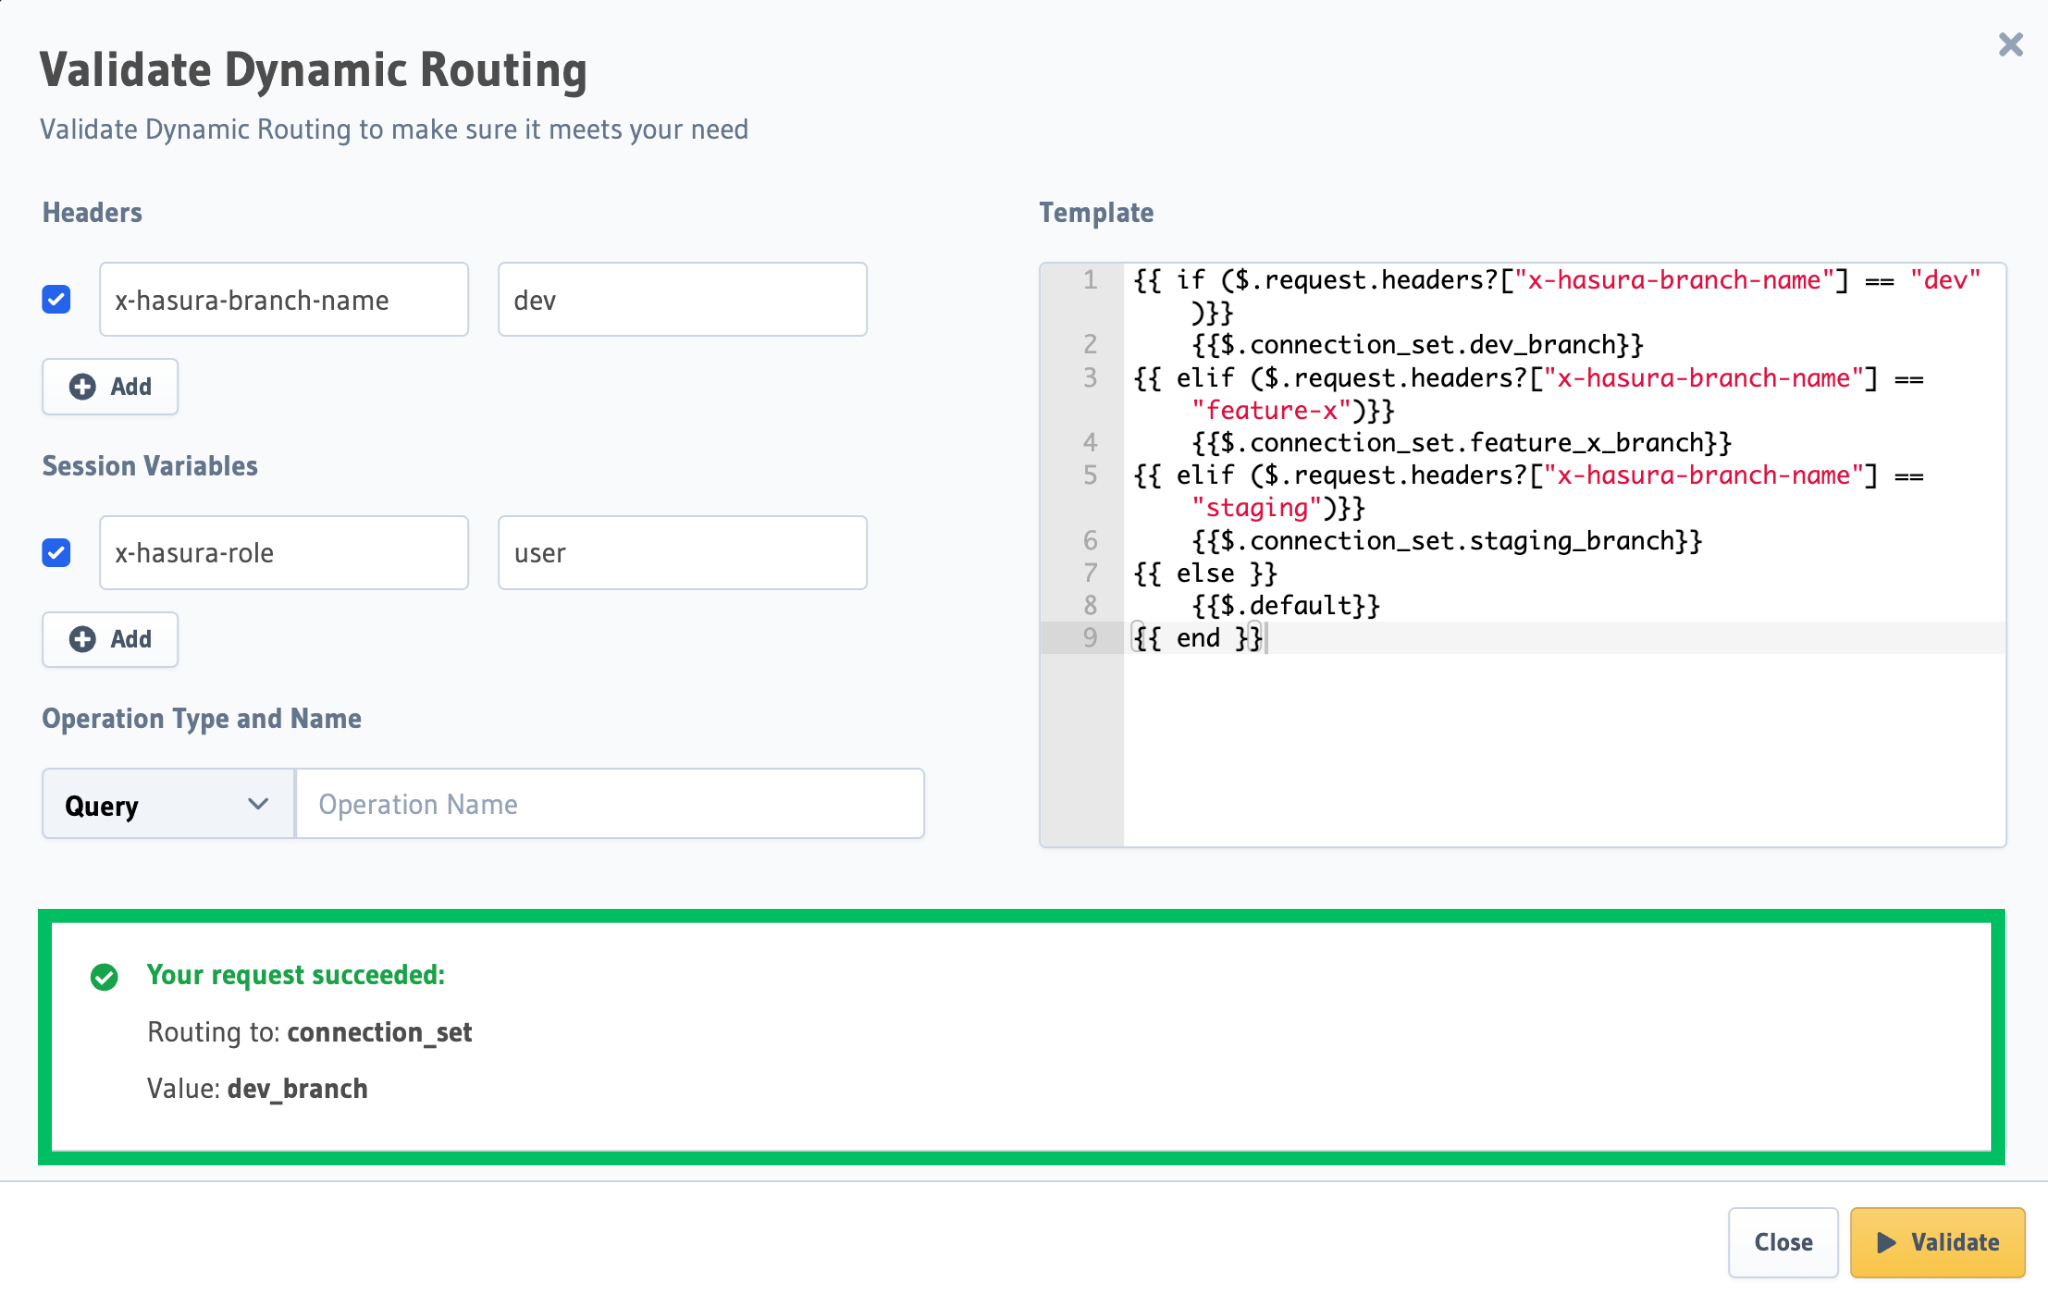 Validate Dynamic Routing
Validate Dynamic Routing to make sure it meets your need
Headers
x-hasura-branch-name
dev
Add
Session Variables
x-hasura-role
user
Add
Operation Type and Name
Query
Operation Name
Template
1 {{ if ($.request.headers?["x-hasura-branch-name"] == "dev"
)}}
2 {{$.connection_set.dev_branch}}
3 {{ elif ($.request.headers?["x-hasura-branch-name"] ==
"feature-x")}}
4 {{$.connection_set.feature_x_branch}}
5 {{ elif ($.request.headers?["x-hasura-branch-name"] ==
"staging")}}
6 {{$.connection_set.staging_branch}}
7 {{ else }}
8 {{$.default}}
9 {{ end }}
Your request succeeded:
Routing to: connection_set
Value: dev_branch
Close
Validate